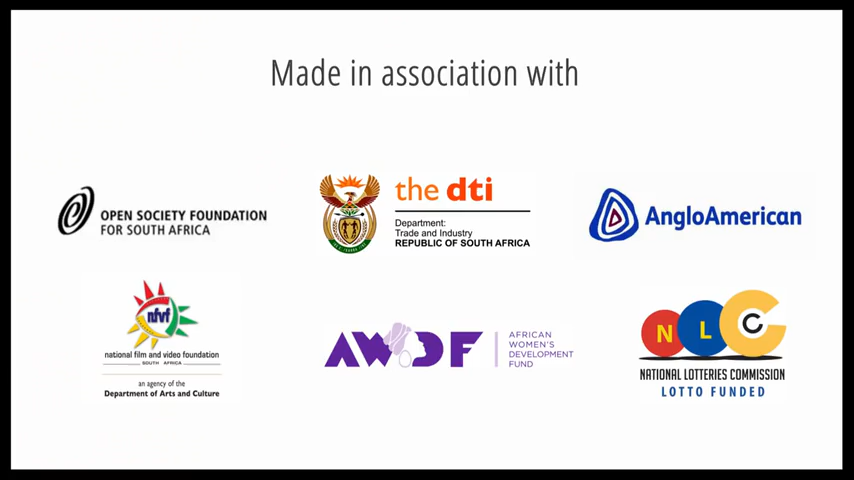 Made in association with
OPEN SOCIETY FOUNDATION
FOR SOUTH AFRICA
the dti
Department:
Trade and Industry
REPUBLIC OF SOUTH AFRICA
AngloAmerican
nfvf
national film and video foundation
SOUTH AFRICA
an agency of the
Department of Arts and Culture
AWDF
AFRICAN
WOMEN'S
DEVELOPMENT
FUND
NLC
NATIONAL LOTTERIES COMMISSION
LOTTO FUNDED